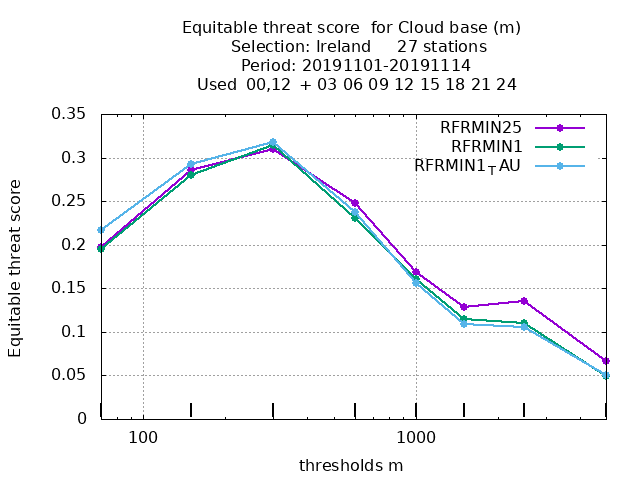 Equitable threat score  for Cloud base (m)
Selection: Ireland     27 stations
Period: 20191101-20191114
Used  00,12  + 03 06 09 12 15 18 21 24
RFRMIN25
RFRMIN1
RFRMIN1TAU
Equitable threat score
0.35
0.3
0.25
0.2
0.15
0.1
0.05
0
100
1000
thresholds m